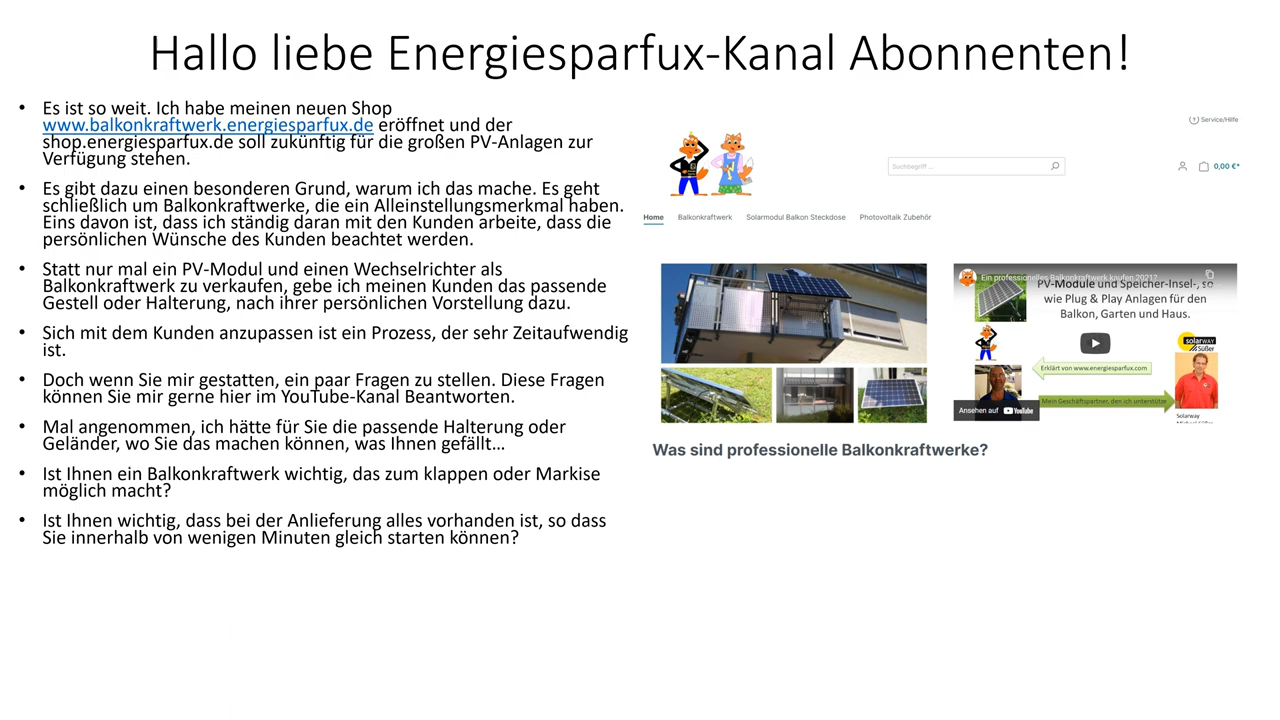 Hallo liebe Energiesparfux-Kanal Abonnenten!
• Es ist so weit. Ich habe meinen neuen Shop
www.balkonkraftwerk.energiesparfux.de eröffnet und der
shop.energiesparfux.de soll zukünftig für die großen PV-Anlagen zur
Verfügung stehen.
• Es gibt dazu einen besonderen Grund, warum ich das mache. Es geht
schließlich um Balkonkraftwerke, die ein Alleinstellungsmerkmal haben.
Eins davon ist, dass ich ständig daran mit den Kunden arbeite, dass die
persönlichen Wünsche des Kunden beachtet werden.
• Statt nur mal ein PV-Modul und einen Wechselrichter als
Balkonkraftwerk zu verkaufen, gebe ich meinen Kunden das passende
Gestell oder Halterung, nach ihrer persönlichen Vorstellung dazu.
• Sich mit dem Kunden anzupassen ist ein Prozess, der sehr Zeitaufwendig
ist.
• Doch wenn Sie mir gestatten, ein paar Fragen zu stellen. Diese Fragen
können Sie mir gerne hier im YouTube-Kanal Beantworten.
• Mal angenommen, ich hätte für Sie die passende Halterung oder
Geländer, wo Sie das machen können, was Ihnen gefällt…
• Ist Ihnen ein Balkonkraftwerk wichtig, das zum klappen oder Markise
möglich macht?
• Ist Ihnen wichtig, dass bei der Anlieferung alles vorhanden ist, so dass
Sie innerhalb von wenigen Minuten gleich starten können?
Service/Hilfe
Suchbegriff ...
0,00 €*
Home Balkonkraftwerk Solarmodul Balkon Steckdose Photovoltaik Zubehör
Ein professionelles Balkonkraftwerk kaufen 2021?
PV-Module und Speicher-Insel-, so
wie Plug & Play Anlagen für den
Balkon, Garten und Haus.
solarway
Süßer
Erklärt von www.energiesparfux.com
Mein Geschäftspartner, den ich unterstütze
Ansehen auf YouTube
Solarway
Was sind professionelle Balkonkraftwerke?